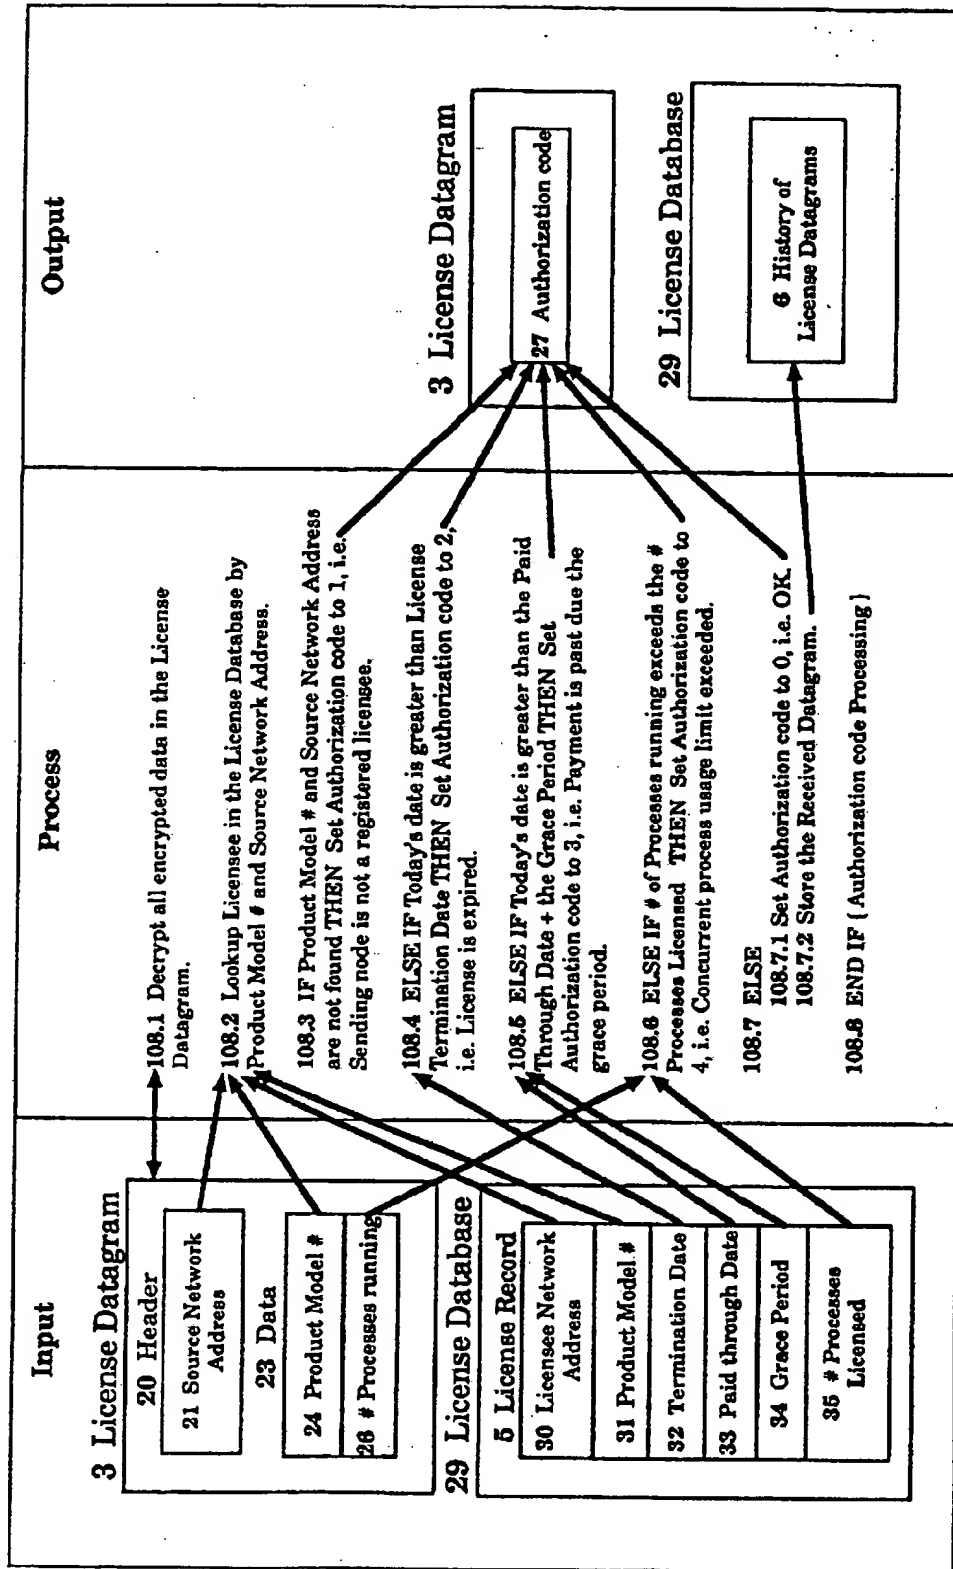 Input
3 License Datagram
20 Header
21 Source Network
Address
23 Data
24 Product Model #
26 # Processes running
29 License Database
5 License Record
30 Licensee Network
Address
31 Product Model #
32 Termination Date
33 Paid through Date
34 Grace Period
35 # Processes
Licensed
Process
108.1 Decrypt all encrypted data in the License
Datagram.
108.2 Lookup Licensee in the License Database by
Product Model # and Source Network Address.
108.3 IF Product Model # and Source Network Address
are not found THEN Set Authorization code to 1, i.e.
Sending node is not a registered licensee.
108.4 ELSE IF Today's date is greater than License
Termination Date THEN Set Authorization code to 2,
i.e. License is expired.
108.5 ELSE IF Today's date is greater than the Paid
Through Date + the Grace Period THEN Set
Authorization code to 3, i.e. Payment is past due the
grace period.
108.6 ELSE IF # of Processes running exceeds the #
Processes Licensed THEN Set Authorization code to
4, i.e. Concurrent process usage limit exceeded.
108.7 ELSE
108.7.1 Set Authorization code to 0, i.e. OK.
108.7.2 Store the Received Datagram.
108.8 END IF { Authorization code Processing }
Output
3 License Datagram
27 Authorization code
29 License Database
6 History of
License Datagrams